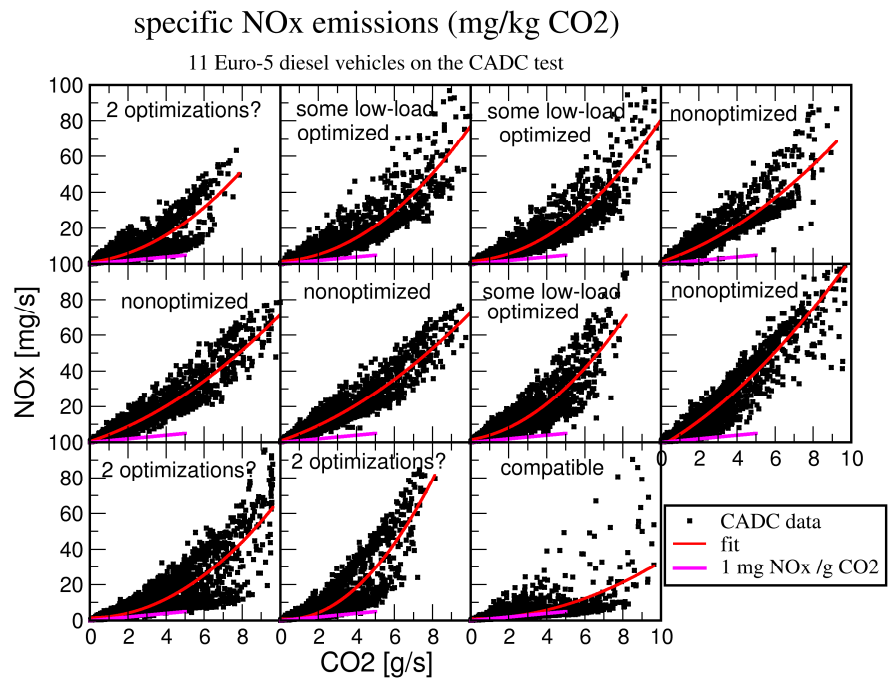 specific NOx emissions (mg/kg CO2)
11 Euro-5 diesel vehicles on the CADC test
100
80
60
40
20
2 optimizations?
some low-load
optimized
some low-load
optimized
nonoptimized
NOx [mg/s]
100
80
60
40
20
nonoptimized
nonoptimized
some low-load
optimized
nonoptimized
0 2 4 6 8 10
100
80
60
40
20
0
2 optimizations?
2 optimizations?
compatible
0 2 4 6 8 0 2 4 6 8 0 2 4 6 8 10
CO2 [g/s]
CADC data
fit
1 mg NOx /g CO2